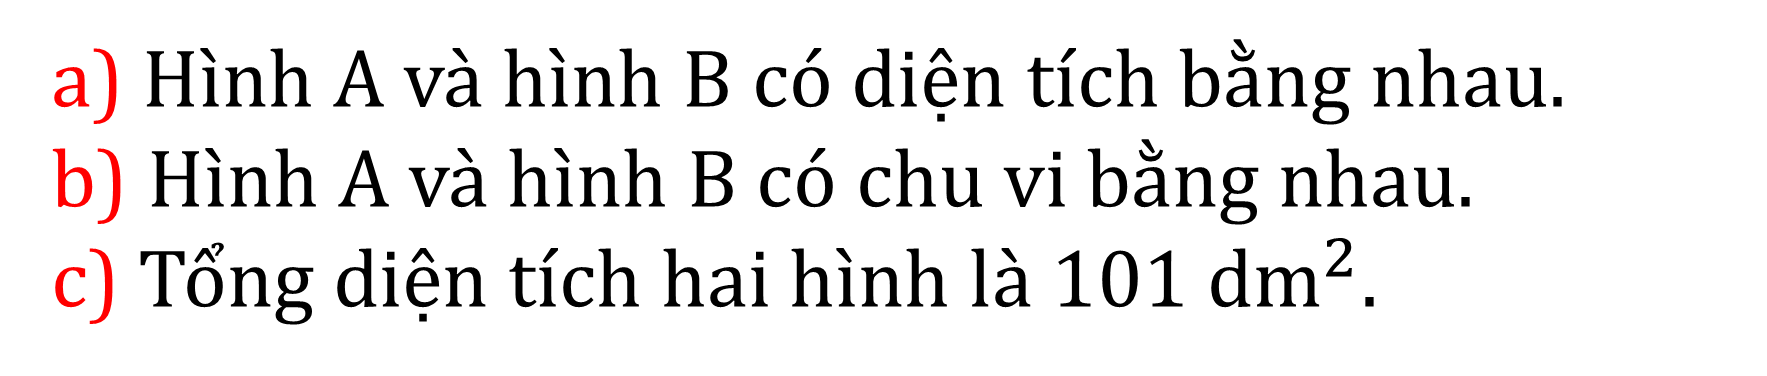 a) Hình A và hình B có diện tích bằng nhau.
b) Hình A và hình B có chu vi bằng nhau.
c) Tổng diện tích hai hình là 101 dm².